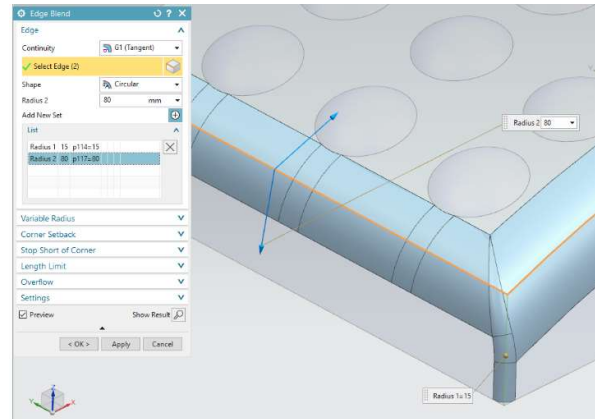 Edge Blend
Edge
Continuity G1 (Tangent)
Select Edge (2)
Shape Circular
Radius 2 80 mm
Add New Set
List
Radius 1 15 p114=15
Radius 2 80 p117=80
Variable Radius
Corner Setback
Stop Short of Corner
Length Limit
Overflow
Settings
Preview Show Result
< OK > Apply Cancel
Radius 2 80
Radius 1=15
Z
Y
X